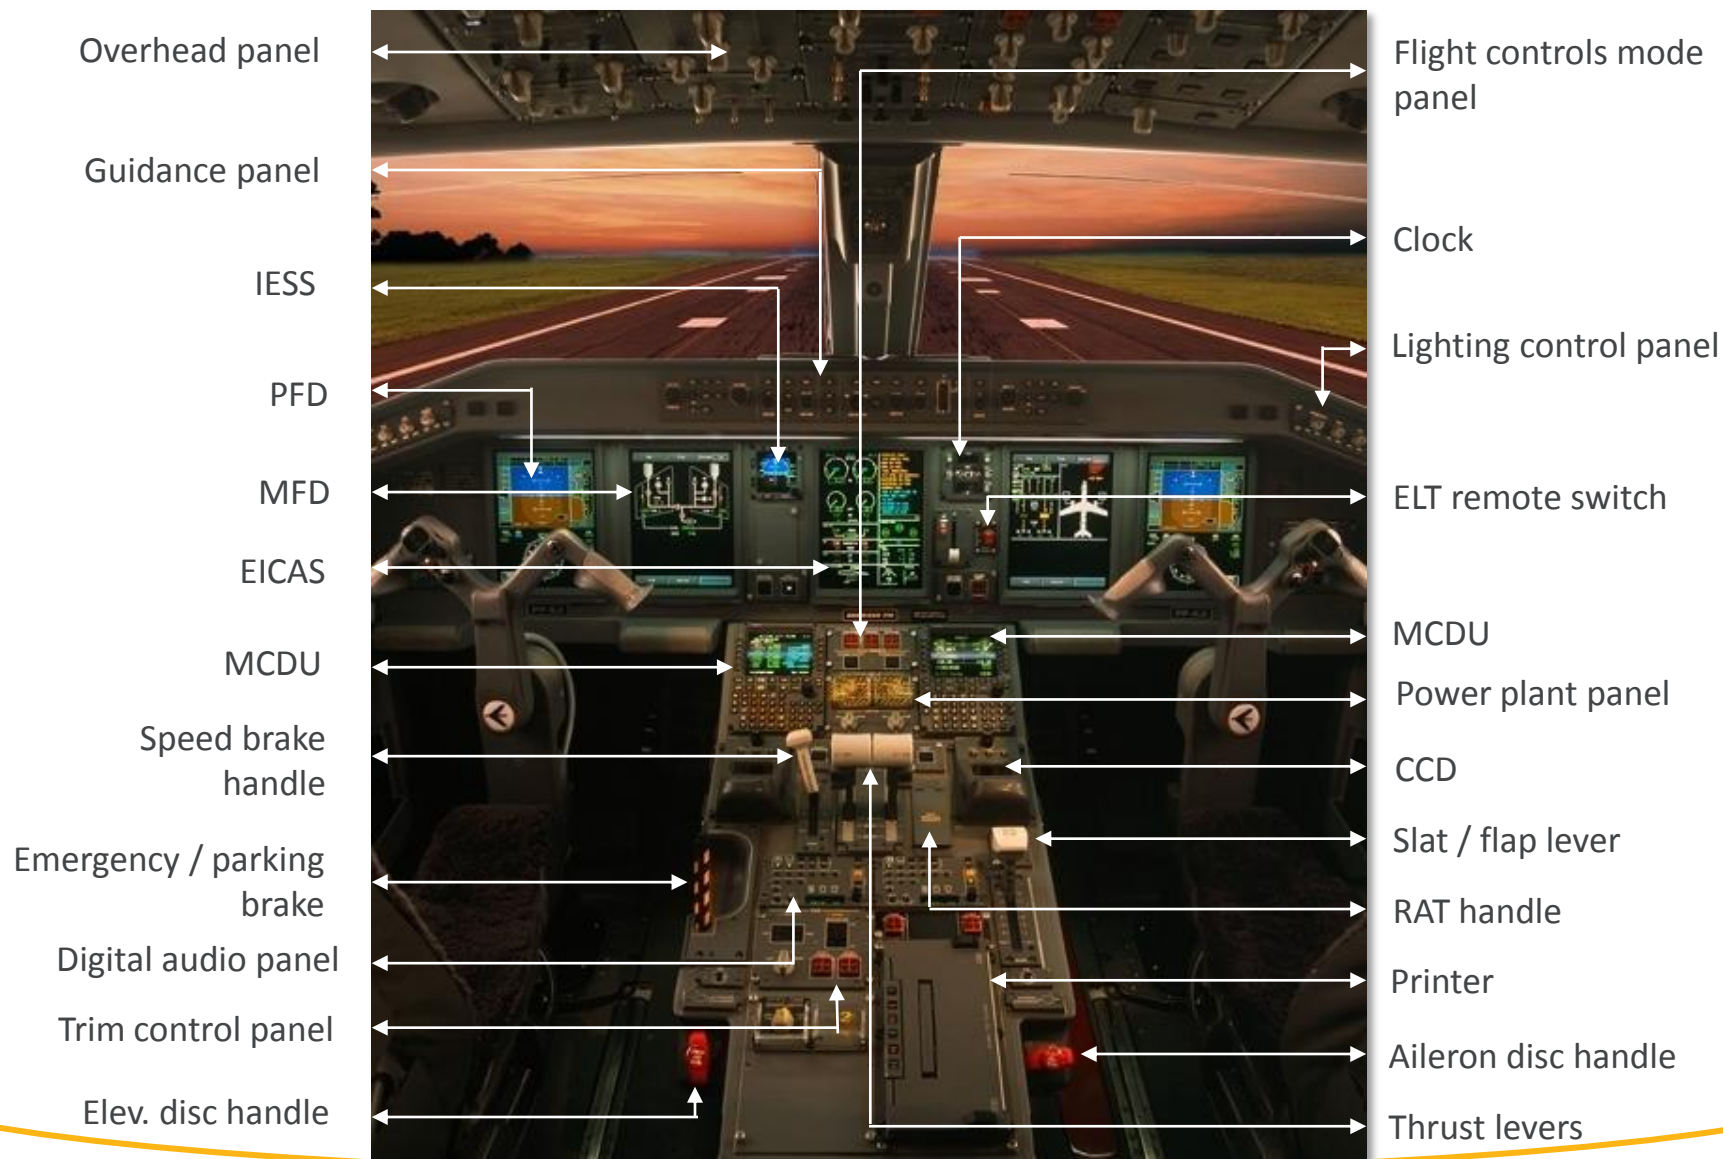 Overhead panel
Guidance panel
IESS
PFD
MFD
EICAS
MCDU
Speed brake
handle
Emergency / parking
brake
Digital audio panel
Trim control panel
Elev. disc handle
Flight controls mode
panel
Clock
Lighting control panel
ELT remote switch
MCDU
Power plant panel
CCD
Slat / flap lever
RAT handle
Printer
Aileron disc handle
Thrust levers